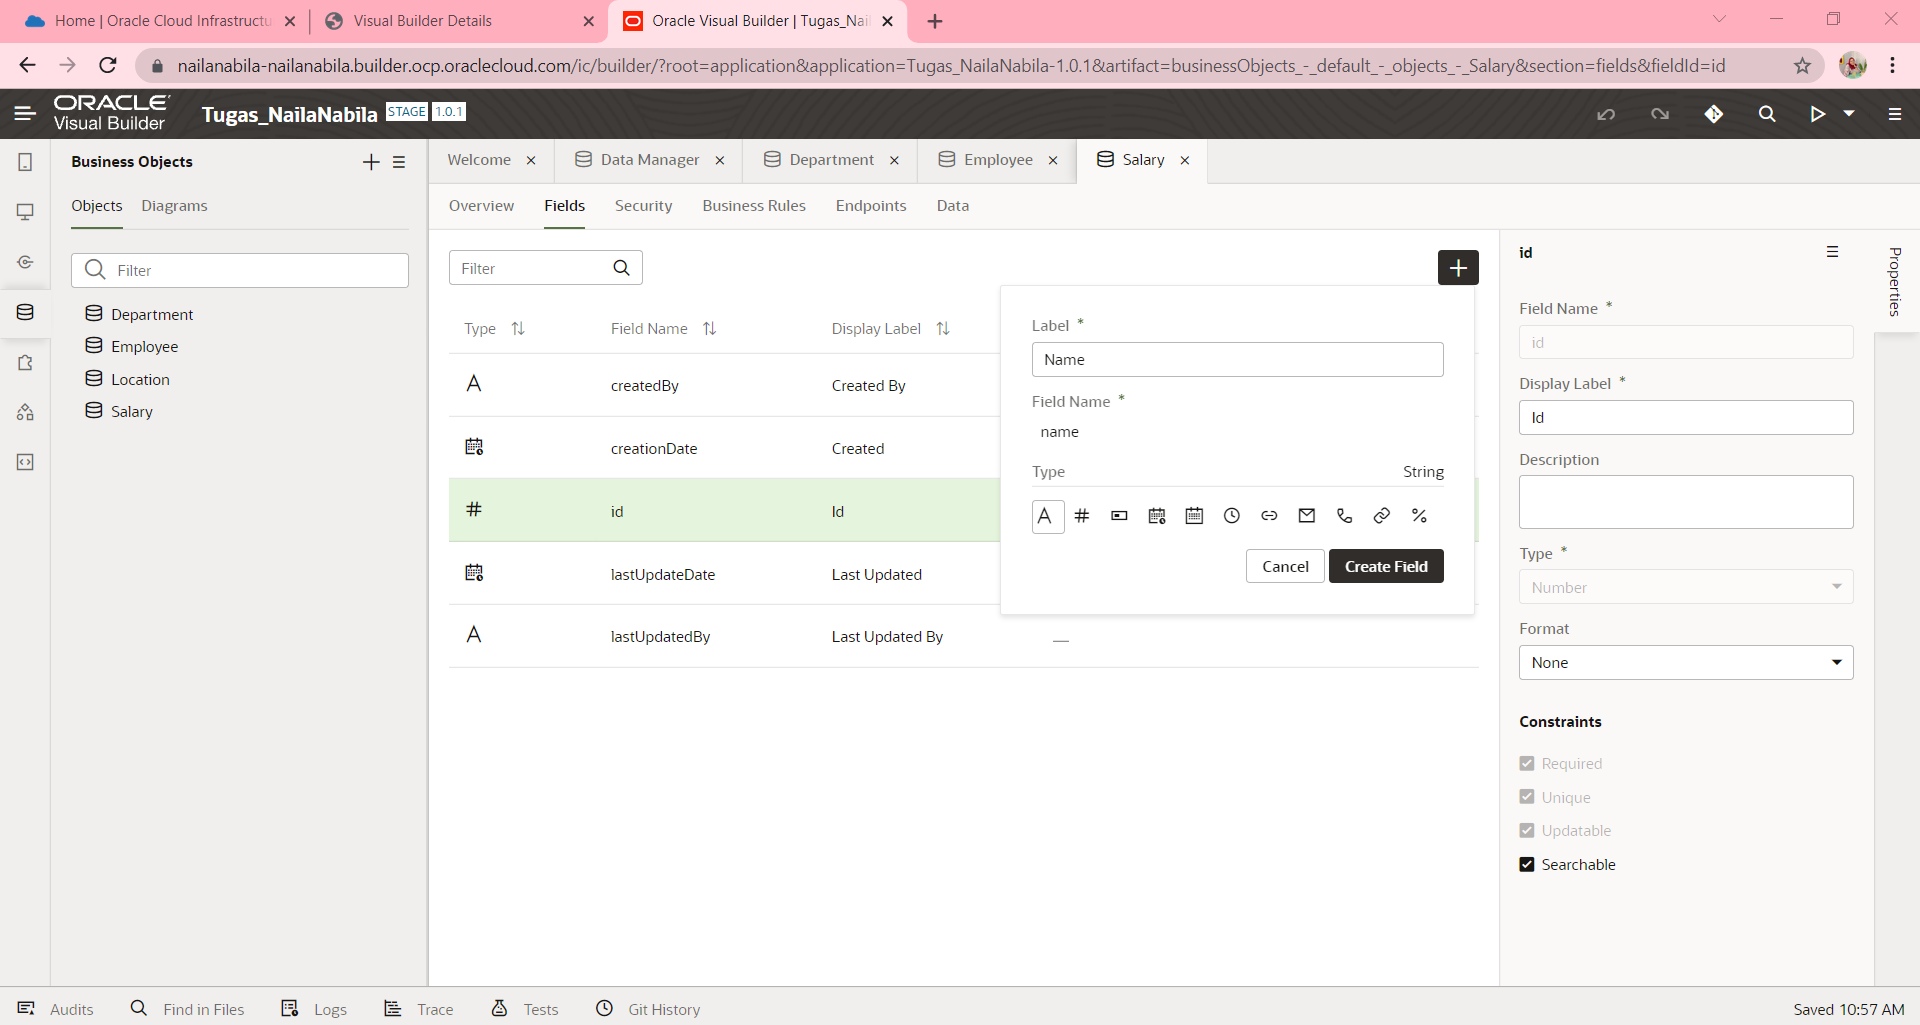 Home | Oracle Cloud Infrastructu
Visual Builder Details
Oracle Visual Builder | Tugas_Nail
nailanabila-nailanabila.builder.ocp.oraclecloud.com/ic/builder/?root=application&application=Tugas_NailaNabila-1.0.1&artifact=businessObjects_-_default_-_objects_-_Salary&section=fields&fieldId=id
ORACLE
Visual Builder
Tugas_NailaNabila STAGE 1.0.1
Business Objects
Objects Diagrams
Filter
Department
Employee
Location
Salary
Welcome Data Manager Department Employee Salary
Overview Fields Security Business Rules Endpoints Data
Filter
Type Field Name Display Label
createdBy Created By
creationDate Created
id Id
lastUpdateDate Last Updated
lastUpdatedBy Last Updated By
Label *
Name
Field Name *
name
Type String
Cancel Create Field
id
Properties
Field Name *
id
Display Label *
Id
Description
Type *
Number
Format
None
Constraints
Required
Unique
Updatable
Searchable
Audits Find in Files Logs Trace Tests Git History
Saved 10:57 AM